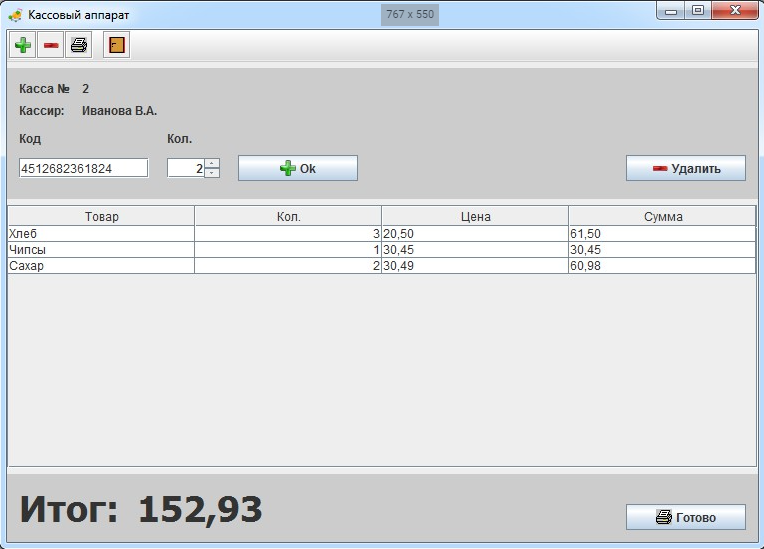 Кассовый аппарат 767 x 550
Касса № 2
Кассир: Иванова В.А.
Код Кол.
4512682361824 2 Ok Удалить
Товар Кол. Цена Сумма
Хлеб 3 20,50 61,50
Чипсы 1 30,45 30,45
Сахар 2 30,49 60,98
Итог: 152,93 Готово